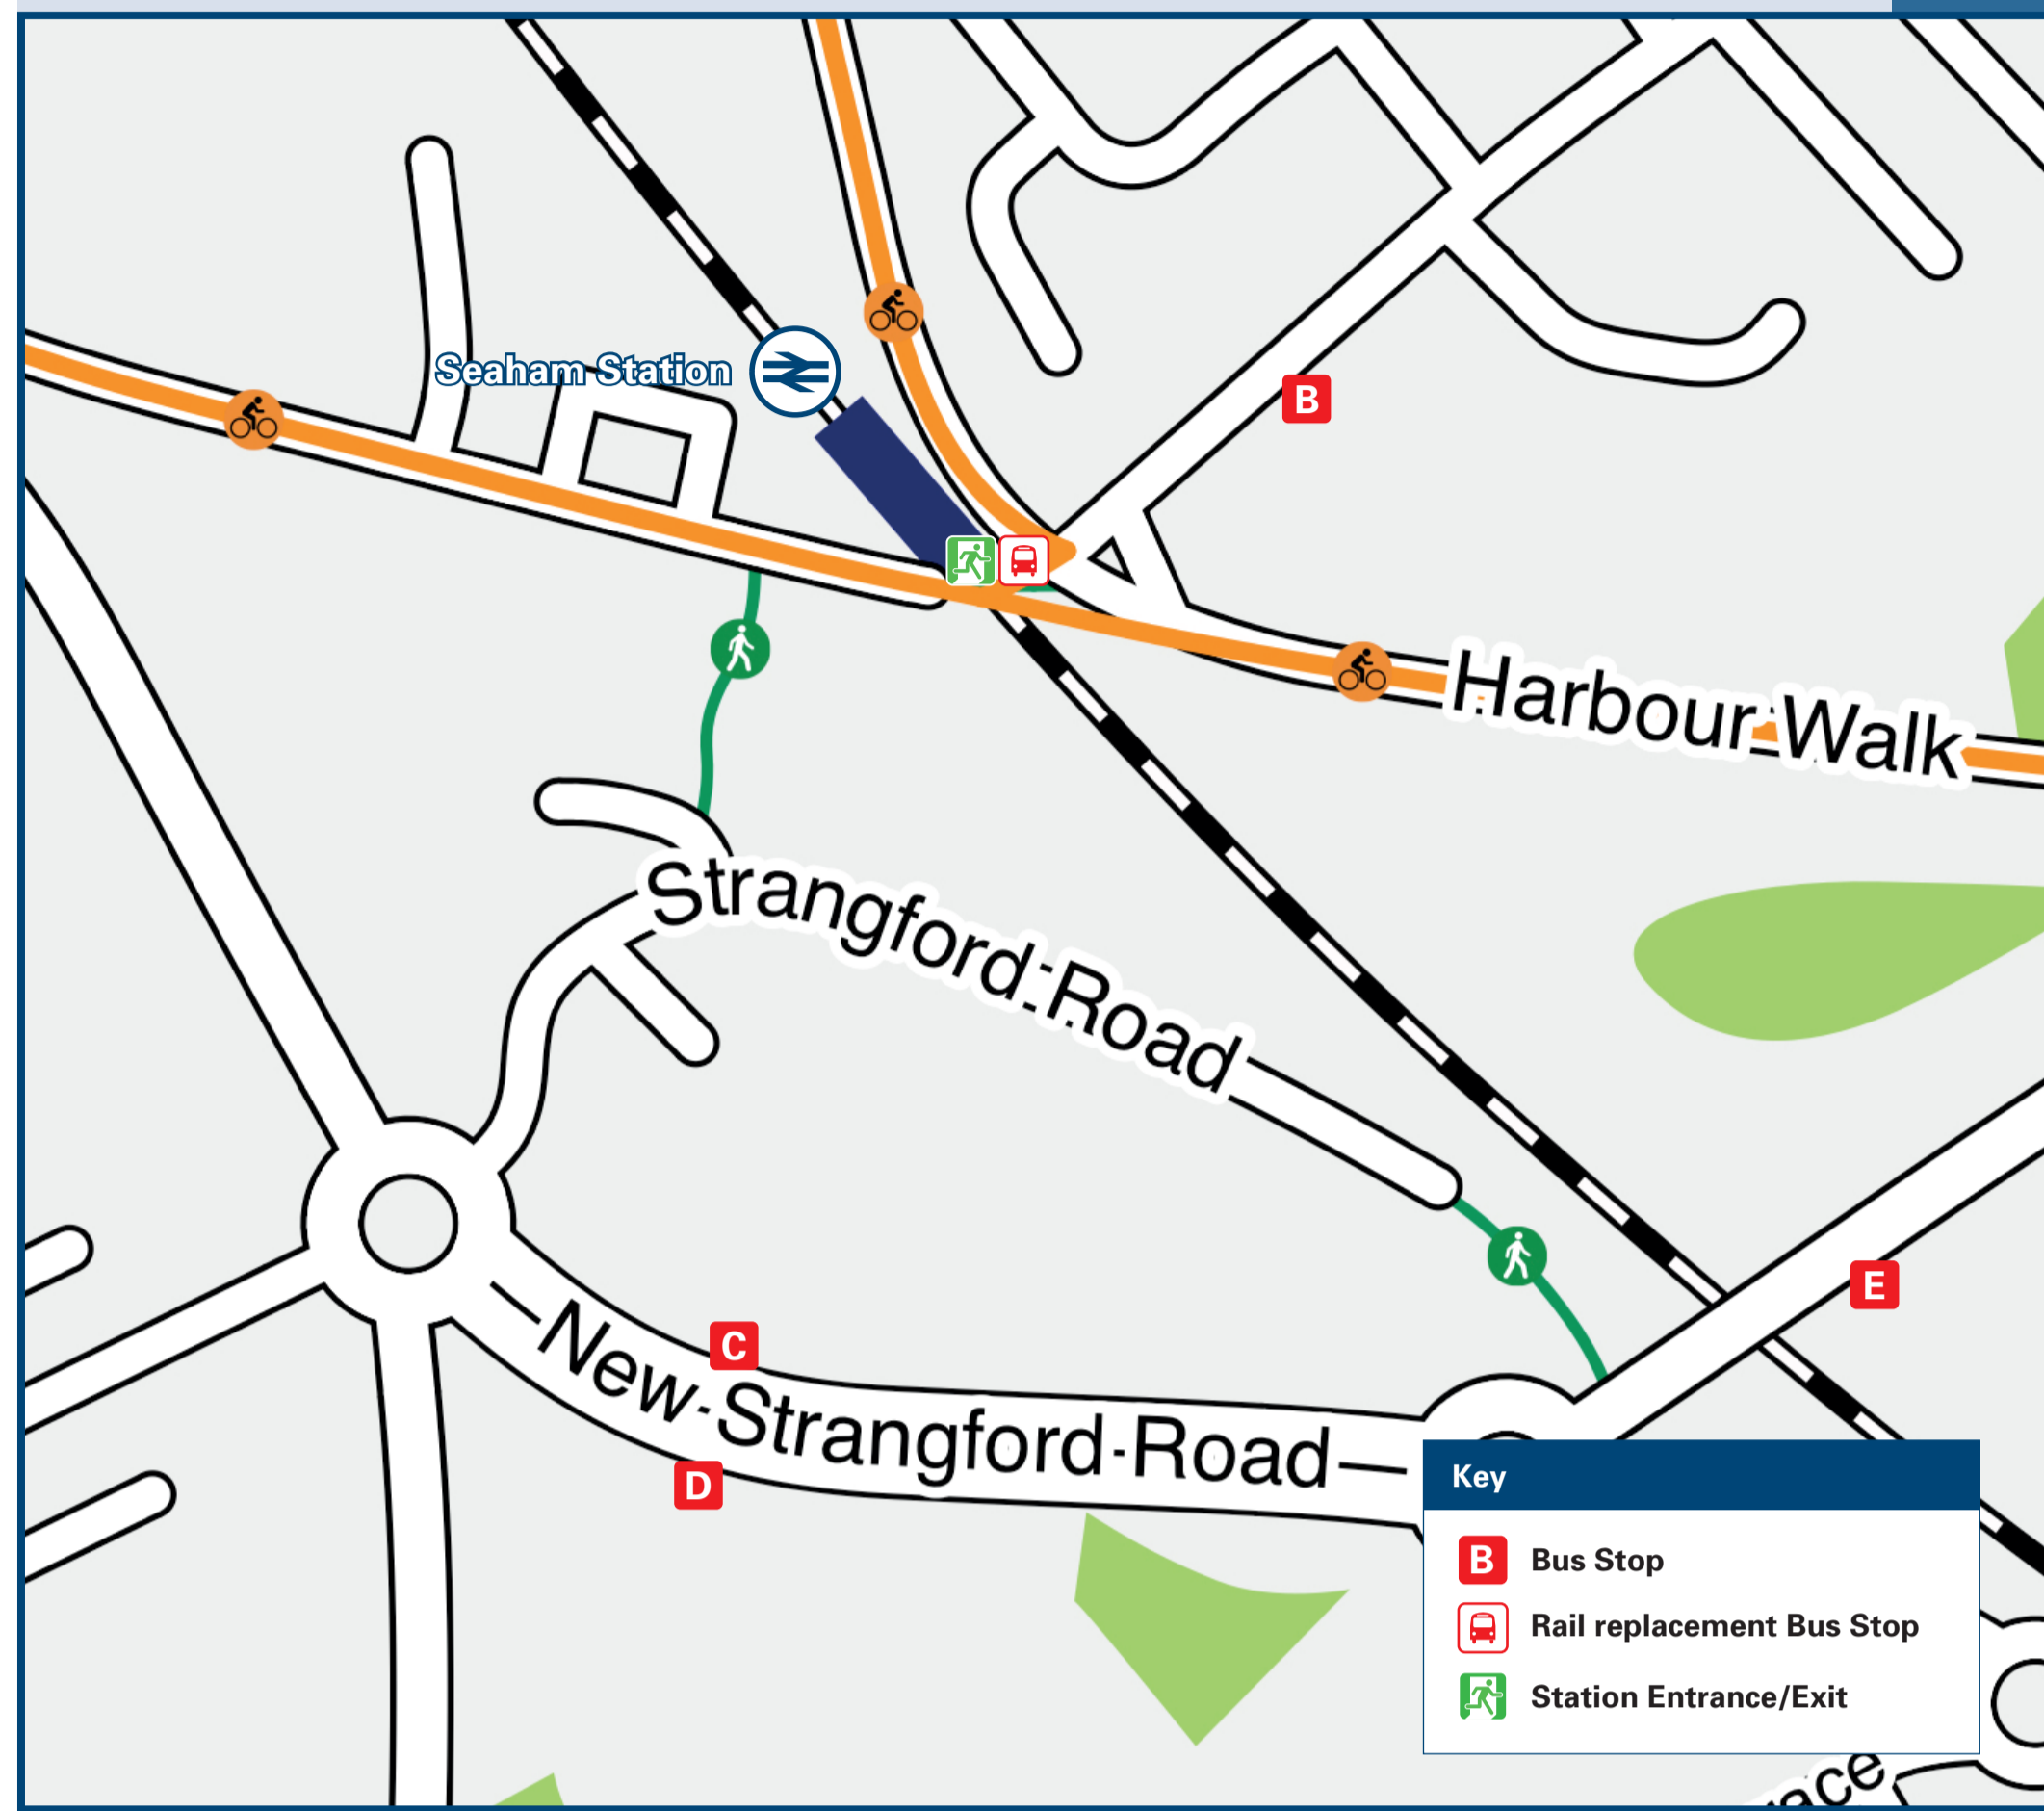 Seaham Station
B
Harbour Walk
Strangford Road
E
C
New Strangford Road
D
Key
B Bus Stop
Rail replacement Bus Stop
Station Entrance/Exit